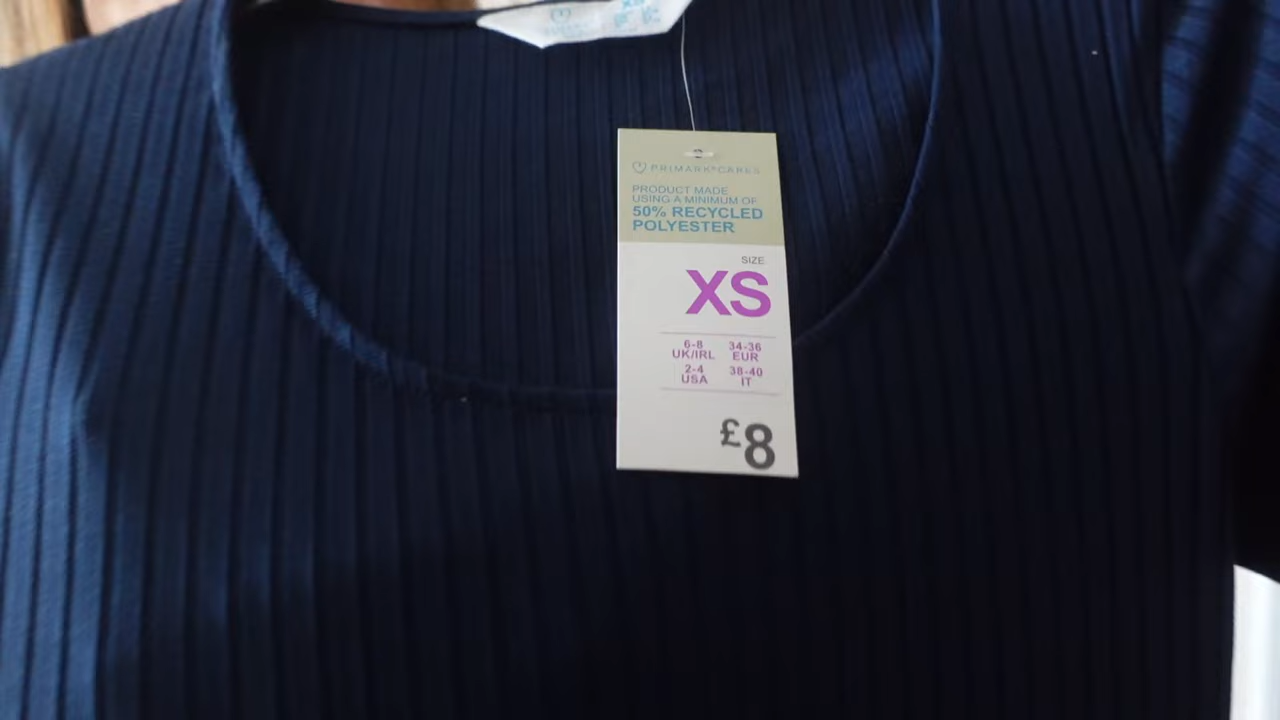 XS
PRIMARK®CARES
PRODUCT MADE
USING A MINIMUM OF
50% RECYCLED
POLYESTER
SIZE
XS
6-8 34-36
UK/IRL EUR
2-4 38-40
USA IT
£8